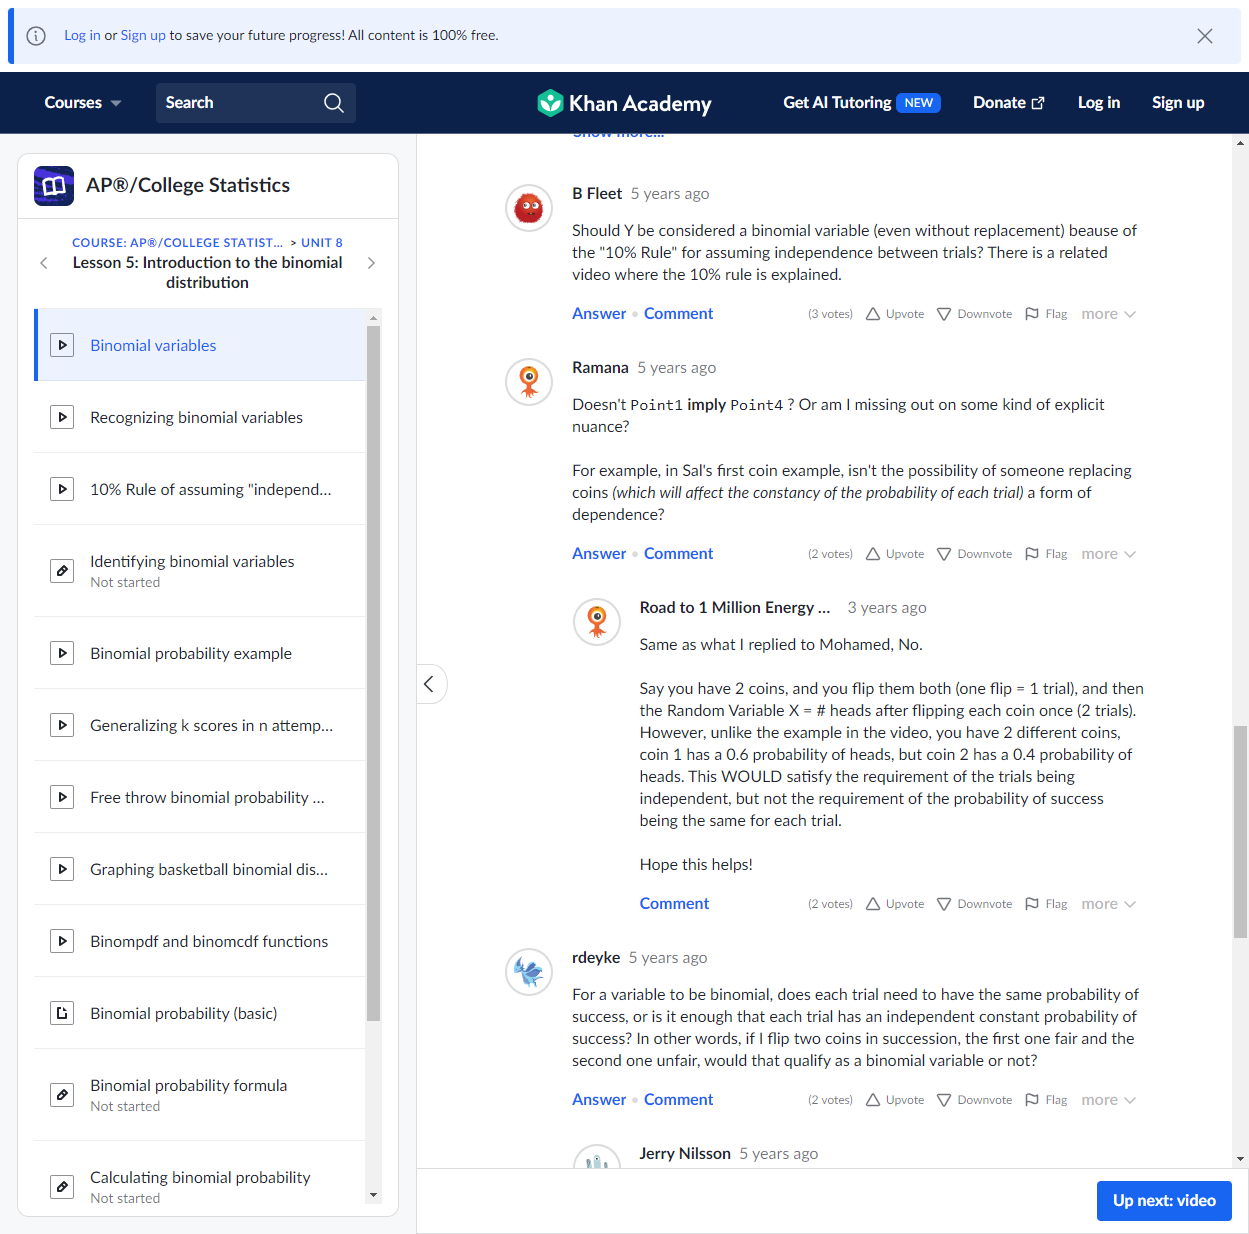 Log in or Sign up to save your future progress! All content is 100% free.
Courses
Search
Khan Academy
Get AI Tutoring NEW
Donate
Log in
Sign up
AP®/College Statistics
COURSE: AP®/COLLEGE STATIST... > UNIT 8
Lesson 5: Introduction to the binomial
distribution
Binomial variables
Recognizing binomial variables
10% Rule of assuming "independ...
Identifying binomial variables
Not started
Binomial probability example
Generalizing k scores in n attemp...
Free throw binomial probability ...
Graphing basketball binomial dis...
Binompdf and binomcdf functions
Binomial probability (basic)
Binomial probability formula
Not started
Calculating binomial probability
Not started
Show more...
B Fleet 5 years ago
Should Y be considered a binomial variable (even without replacement) beause of
the "10% Rule" for assuming independence between trials? There is a related
video where the 10% rule is explained.
Answer • Comment (3 votes) Upvote Downvote Flag more
Ramana 5 years ago
Doesn't Point1 imply Point4 ? Or am I missing out on some kind of explicit
nuance?
For example, in Sal's first coin example, isn't the possibility of someone replacing
coins (which will affect the constancy of the probability of each trial) a form of
dependence?
Answer • Comment (2 votes) Upvote Downvote Flag more
Road to 1 Million Energy ... 3 years ago
Same as what I replied to Mohamed, No.
Say you have 2 coins, and you flip them both (one flip = 1 trial), and then
the Random Variable X = # heads after flipping each coin once (2 trials).
However, unlike the example in the video, you have 2 different coins,
coin 1 has a 0.6 probability of heads, but coin 2 has a 0.4 probability of
heads. This WOULD satisfy the requirement of the trials being
independent, but not the requirement of the probability of success
being the same for each trial.
Hope this helps!
Comment (2 votes) Upvote Downvote Flag more
rdeyke 5 years ago
For a variable to be binomial, does each trial need to have the same probability of
success, or is it enough that each trial has an independent constant probability of
success? In other words, if I flip two coins in succession, the first one fair and the
second one unfair, would that qualify as a binomial variable or not?
Answer • Comment (2 votes) Upvote Downvote Flag more
Jerry Nilsson 5 years ago
Up next: video